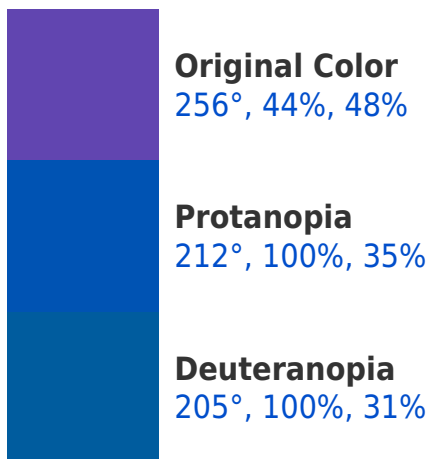 Original Color
256°, 44%, 48%
Protanopia
212°, 100%, 35%
Deuteranopia
205°, 100%, 31%